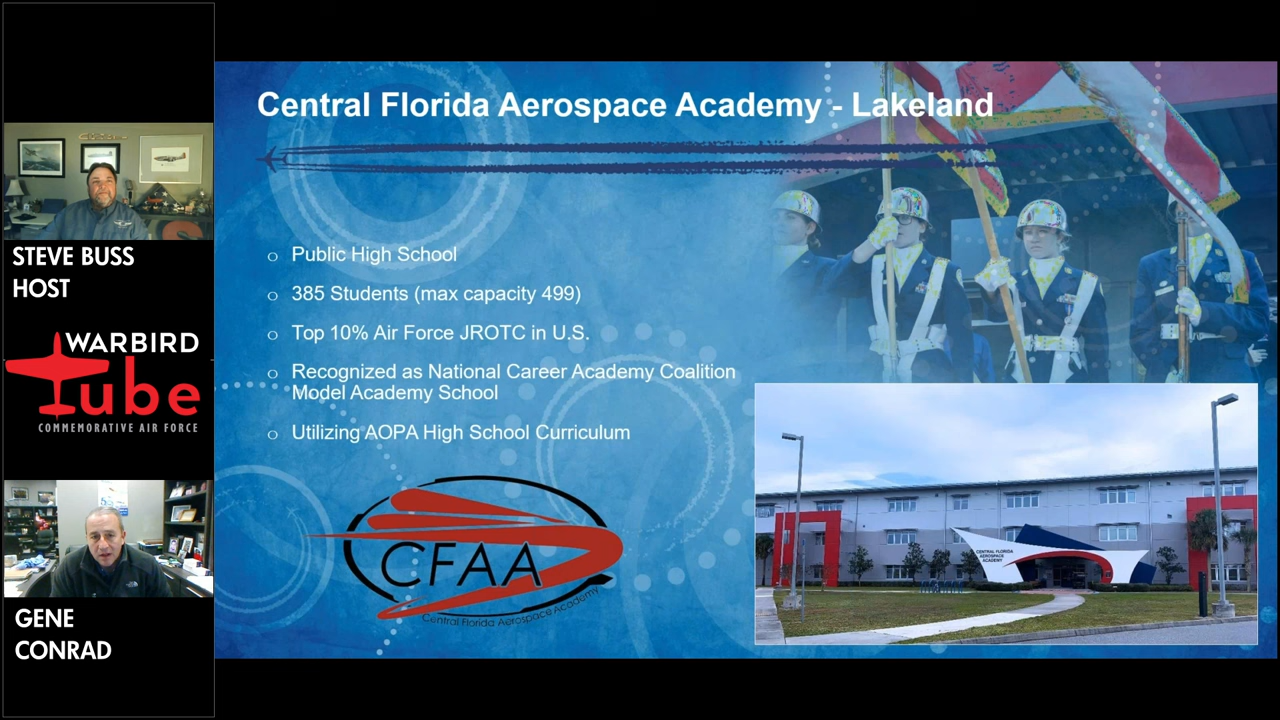 Central Florida Aerospace Academy - Lakeland
o Public High School
o 385 Students (max capacity 499)
o Top 10% Air Force JROTC in U.S.
o Recognized as National Career Academy Coalition
Model Academy School
o Utilizing AOPA High School Curriculum
CFAA
Central Florida Aerospace Academy
CENTRAL FLORIDA
AEROSPACE
ACADEMY
STEVE BUSS
HOST
WARBIRD
Tube
COMMEMORATIVE AIR FORCE
GENE
CONRAD